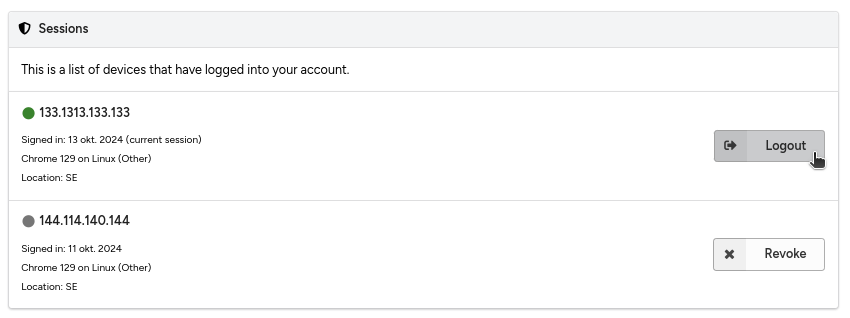 Sessions
This is a list of devices that have logged into your account.
133.1313.133.133
Signed in: 13 okt. 2024 (current session)
Chrome 129 on Linux (Other)
Location: SE
Logout
144.114.140.144
Signed in: 11 okt. 2024
Chrome 129 on Linux (Other)
Location: SE
Revoke